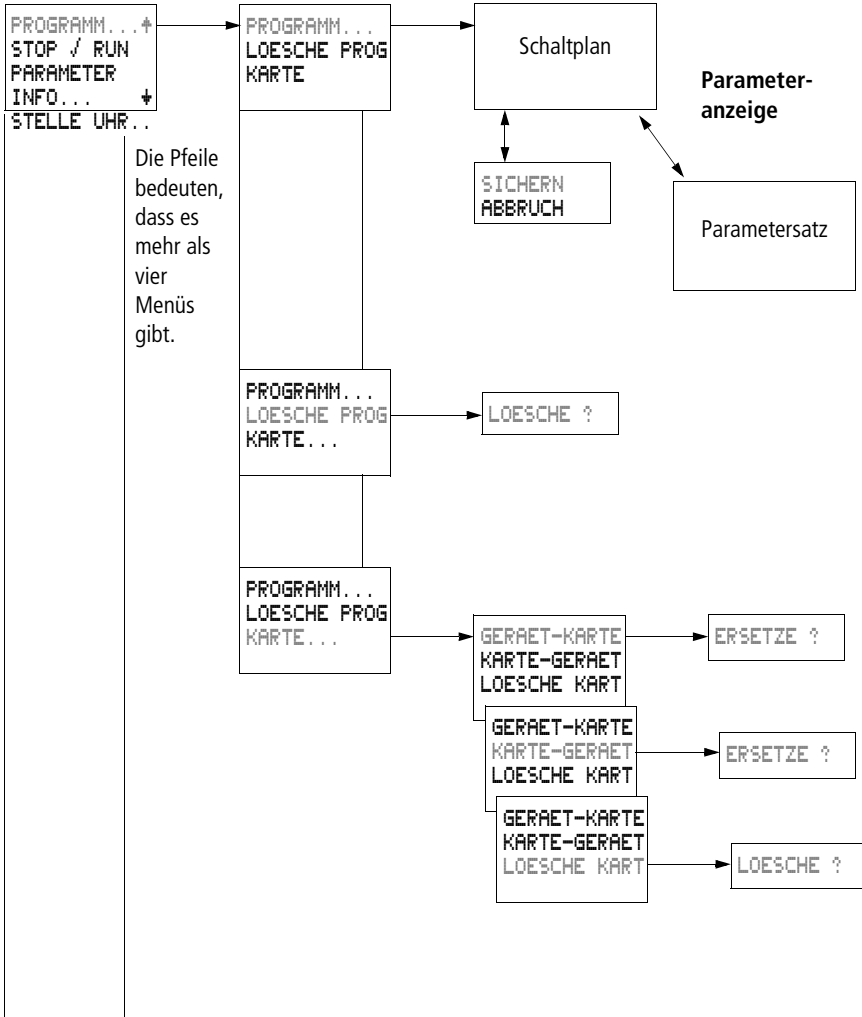 PROGRAMM...↑
STOP √ RUN
PARAMETER
INFO... ↓
STELLE UHR..
Die Pfeile
bedeuten,
dass es
mehr als
vier
Menüs
gibt.
PROGRAMM...
LOESCHE PROG
KARTE
Schaltplan
SICHERN
ABBRUCH
Parameter-
anzeige
Parametersatz
PROGRAMM...
LOESCHE PROG
KARTE...
LOESCHE ?
PROGRAMM...
LOESCHE PROG
KARTE...
GERAET-KARTE
KARTE-GERAET
LOESCHE KART
ERSETZE ?
GERAET-KARTE
KARTE-GERAET
LOESCHE KART
ERSETZE ?
GERAET-KARTE
KARTE-GERAET
LOESCHE KART
LOESCHE ?